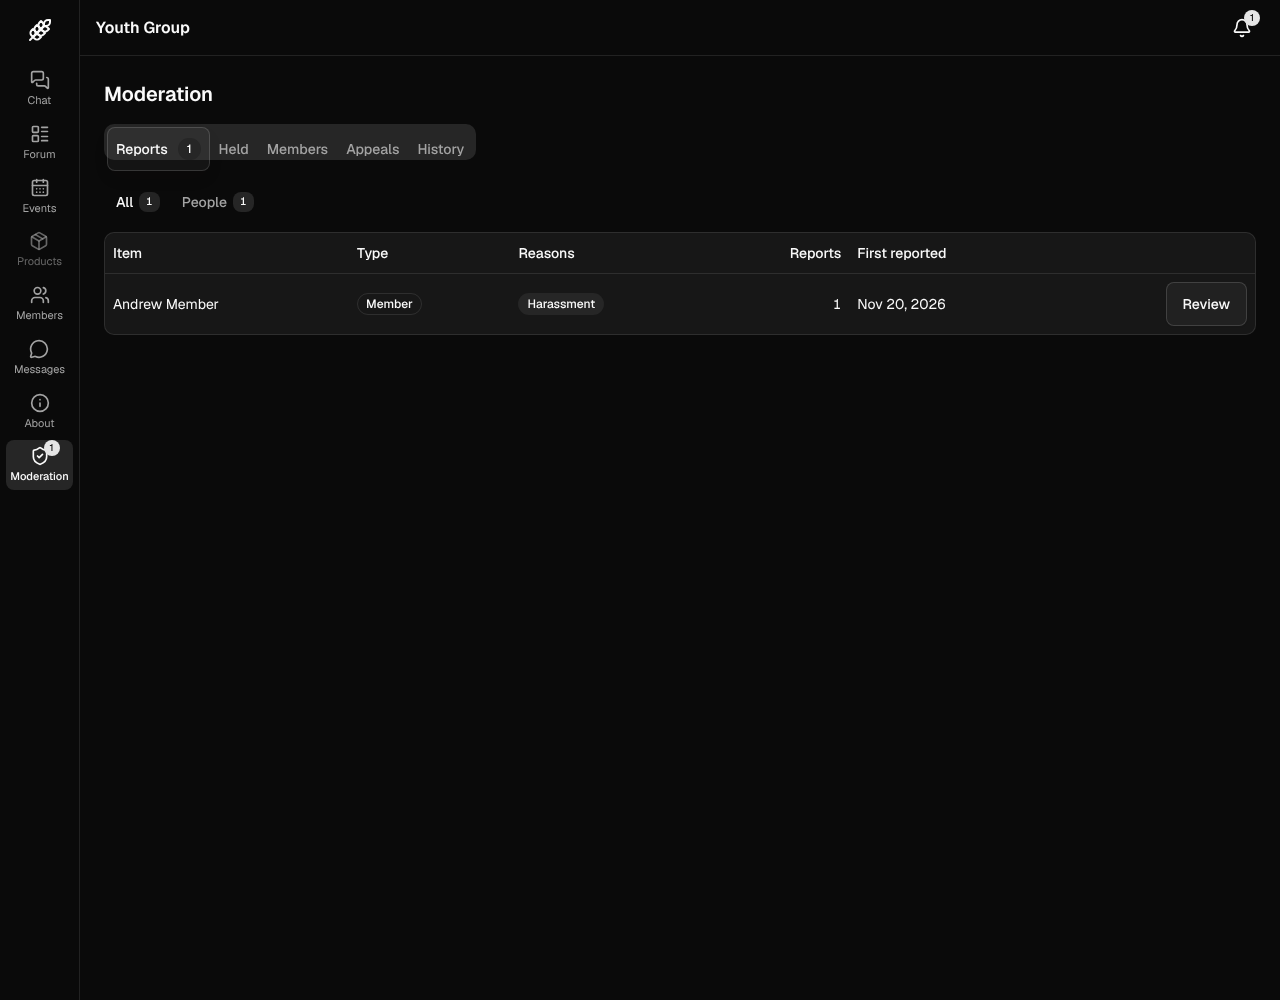 Youth Group
1
Chat
Forum
Events
Products
Members
Messages
About
1
Moderation
Moderation
Reports 1 Held Members Appeals History
All 1 People 1
Item Type Reasons Reports First reported
Andrew Member Member Harassment 1 Nov 20, 2026 Review